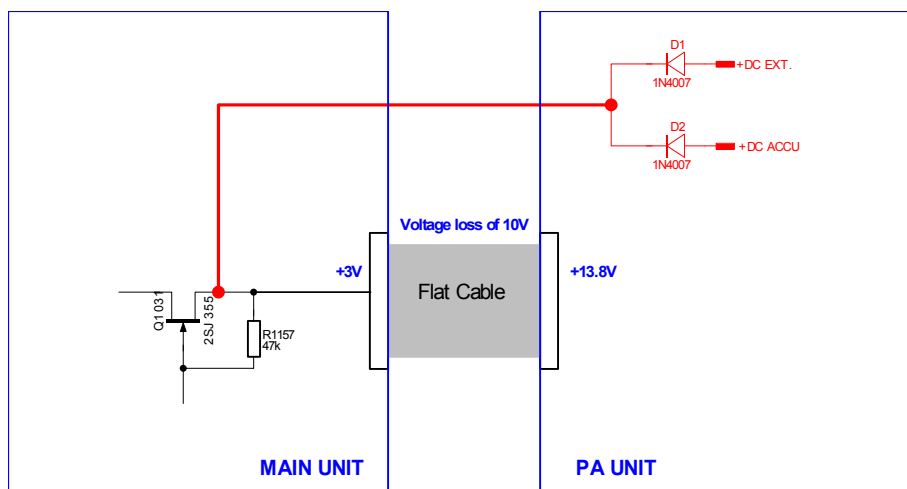 D1
1N4007
+DC EXT.
D2
1N4007
+DC ACCU
Voltage loss of 10V
+3V
Flat Cable
+13.8V
Q1031
2SJ 355
R1157
47k
MAIN UNIT
PA UNIT